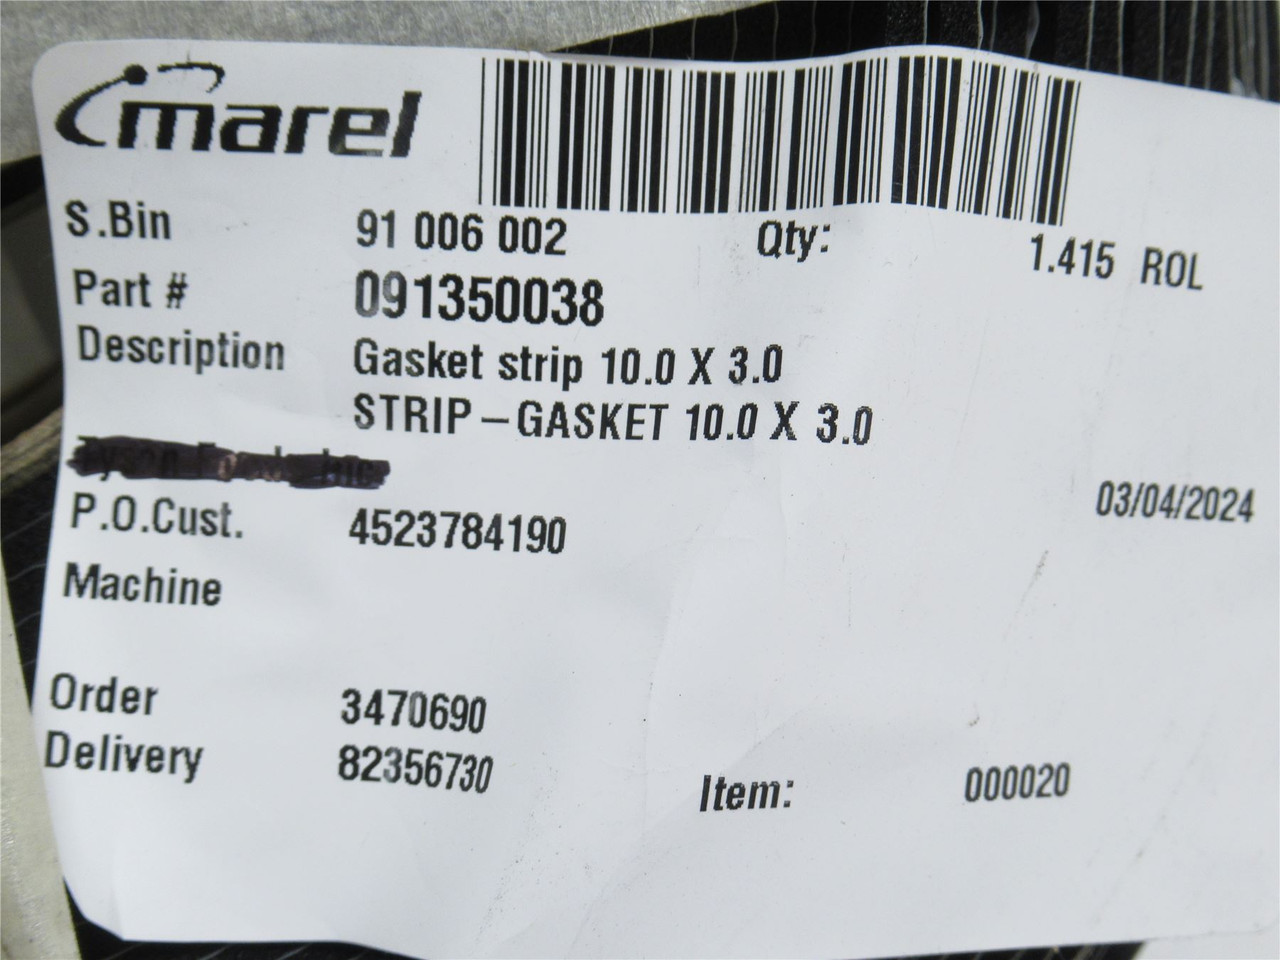 marel
S.Bin 91 006 002 Qty: 1.415 ROL
Part # 091350038
Description Gasket strip 10.0 X 3.0
STRIP-GASKET 10.0 X 3.0
03/04/2024
P.O.Cust. 4523784190
Machine
Order 3470690
Delivery 82356730 Item: 000020